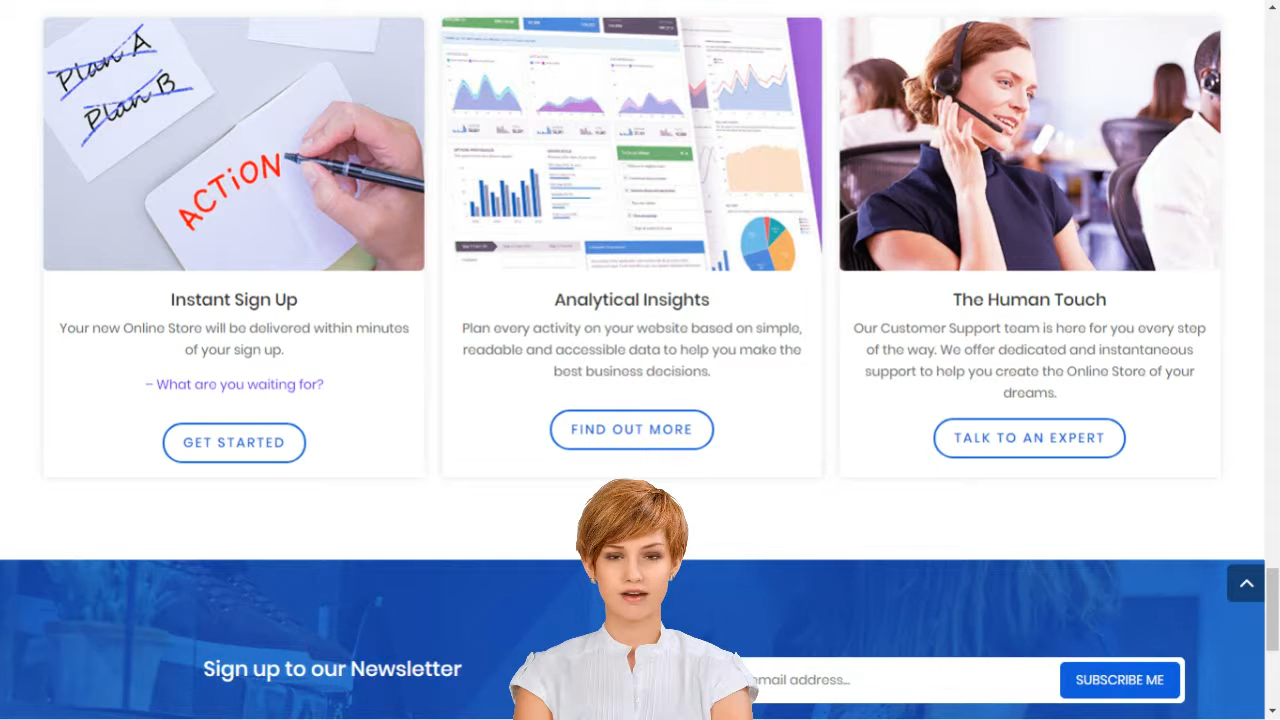 Plan A
Plan B
ACTION
Instant Sign Up
Your new Online Store will be delivered within minutes
of your sign up.
– What are you waiting for?
GET STARTED
Analytical Insights
Plan every activity on your website based on simple,
readable and accessible data to help you make the
best business decisions.
FIND OUT MORE
The Human Touch
Our Customer Support team is here for you every step
of the way. We offer dedicated and instantaneous
support to help you create the Online Store of your
dreams.
TALK TO AN EXPERT
Sign up to our Newsletter
address...
SUBSCRIBE ME